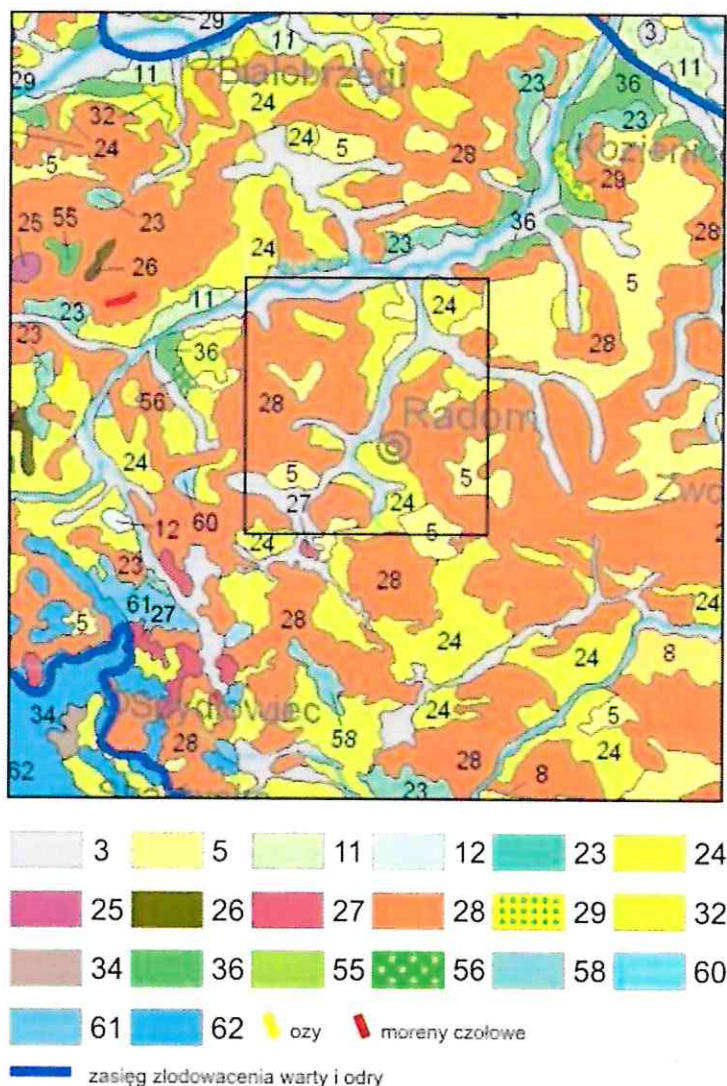 29 11 24 3
Białobrzegi 11
29 11 23 36
32 24 23
24 24 5 28 Kozienic
5 29
25 55 23 36 28
26 24 23 5
23 11 24
23 36 28
56 28 Radom
24 5 5 Zwo
60 27 24
12 24 5
23 28
61 27 24
5 28 24 8
34 Szydłowiec 24 5
62 28 58 28 24
23 8
3 5 11 12 23 24
25 26 27 28 29 32
34 36 55 56 58 60
61 62 ozy moreny czołowe
zasięg zlodowacenia warty i odry